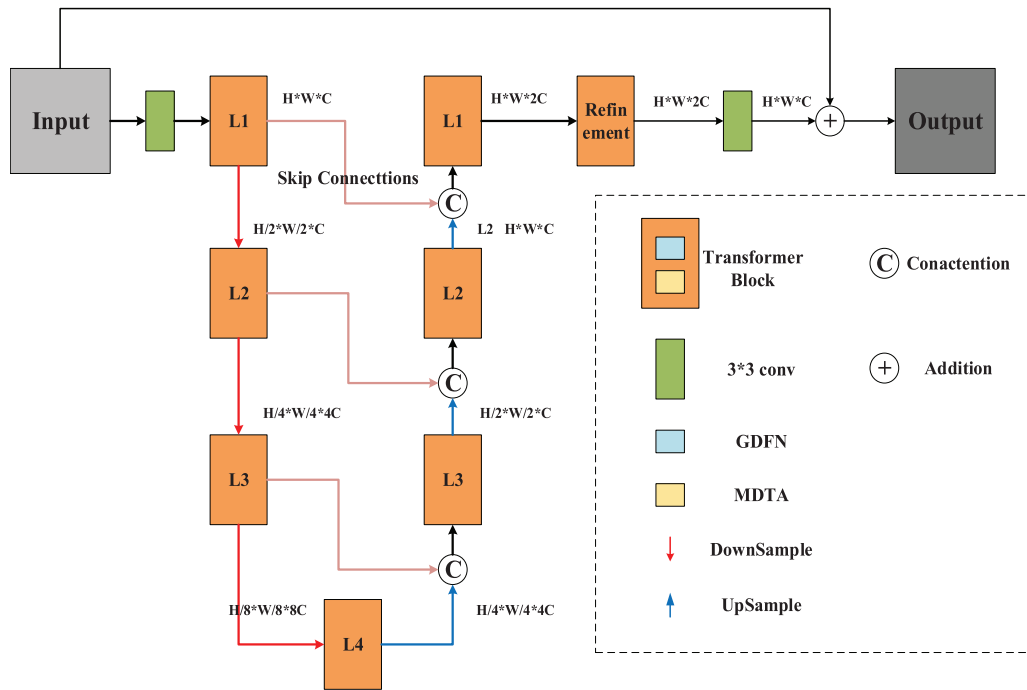 Input
L1
H*W*C
Skip Connecttions
L1
H*W*2C
Refin
ement
H*W*2C
H*W*C
+
Output
C
H/2*W/2*C
L2 H*W*C
L2
L2
C
H/4*W/4*4C
H/2*W/2*C
L3
L3
C
H/8*W/8*8C
H/4*W/4*4C
L4
Transformer
Block
C Conactention
3*3 conv
+ Addition
GDFN
MDTA
DownSample
UpSample